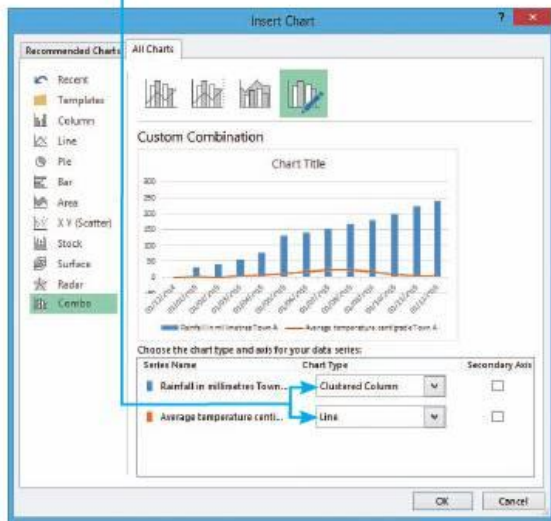 Insert Chart
? ×
Recommended Charts All Charts
Recent
Templates
Column
Line
Pie
Bar
Area
X Y (Scatter)
Stock
Surface
Radar
Combo
Custom Combination
Chart Title
300
250
200
150
100
50
0
Rainfall in millimetres Town A Average temperature centigrade Town A
Choose the chart type and axis for your data series:
Series Name Chart Type Secondary Axis
Rainfall in millimetres Town... Clustered Column
Average temperature centi... Line
OK Cancel